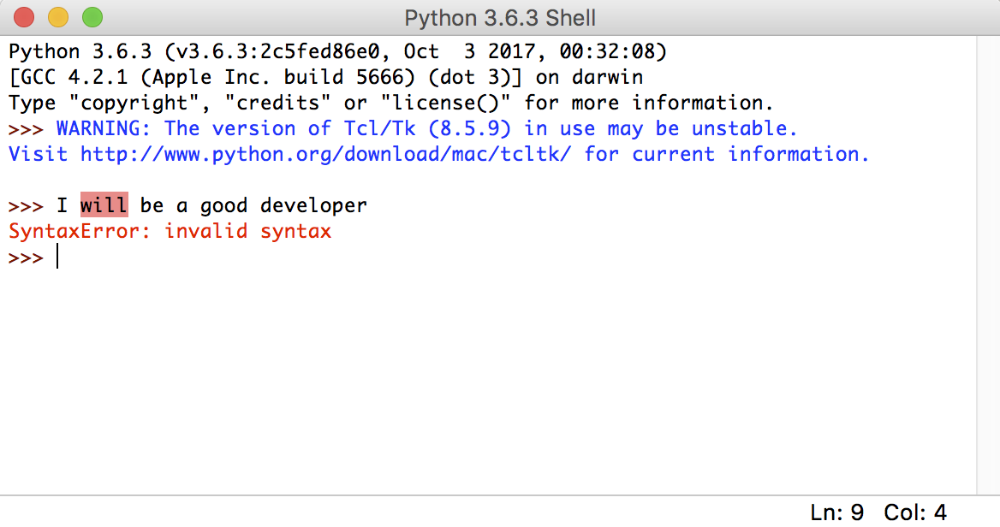 Python 3.6.3 Shell
Python 3.6.3 (v3.6.3:2c5fed86e0, Oct  3 2017, 00:32:08)
[GCC 4.2.1 (Apple Inc. build 5666) (dot 3)] on darwin
Type "copyright", "credits" or "license()" for more information.
>>> WARNING: The version of Tcl/Tk (8.5.9) in use may be unstable.
Visit http://www.python.org/download/mac/tcltk/ for current information.
>>> I will be a good developer
SyntaxError: invalid syntax
>>>
Ln: 9  Col: 4